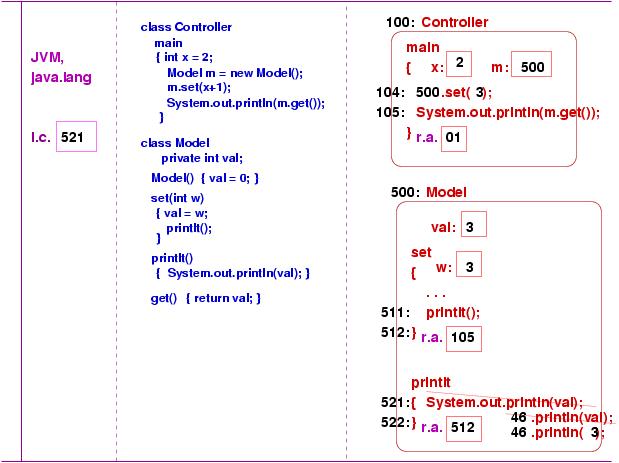 JVM,
java.lang
i.c. 521
class Controller
main
{ int x = 2;
Model m = new Model();
m.set(x+1);
System.out.println(m.get());
}
class Model
private int val;
Model() { val = 0; }
set(int w)
{ val = w;
printIt();
}
printIt()
{ System.out.println(val); }
get() { return val; }
100: Controller
main
{ x: 2 m: 500
104: 500.set( 3);
105: System.out.println(m.get());
} r.a. 01
500: Model
val: 3
set
{ w: 3
. . .
511: printIt();
512: } r.a. 105
printIt
521: { System.out.println(val);
46 .println(val);
522: } r.a. 512
46 .println( 3);